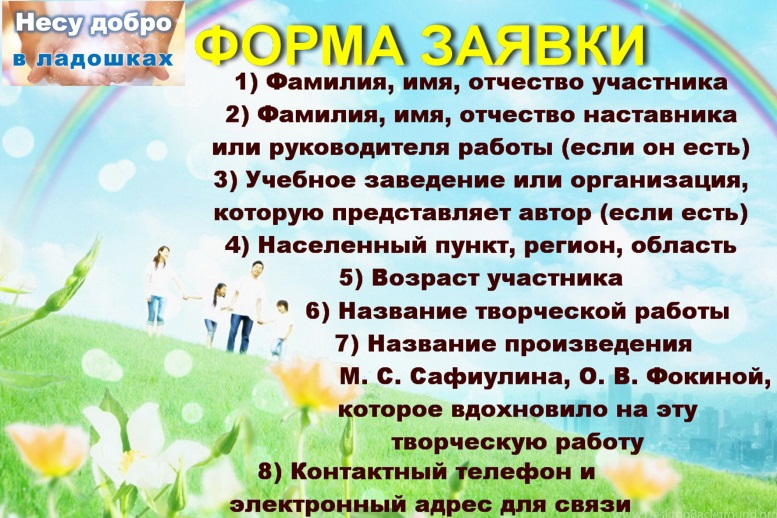 Несу добро
в ладошках
ФОРМА ЗАЯВКИ
1) Фамилия, имя, отчество участника
2) Фамилия, имя, отчество наставника
или руководителя работы (если он есть)
3) Учебное заведение или организация,
которую представляет автор (если есть)
4) Населенный пункт, регион, область
5) Возраст участника
6) Название творческой работы
7) Название произведения
М. С. Сафиулина, О. В. Фокиной,
которое вдохновило на эту
творческую работу
8) Контактный телефон и
электронный адрес для связи